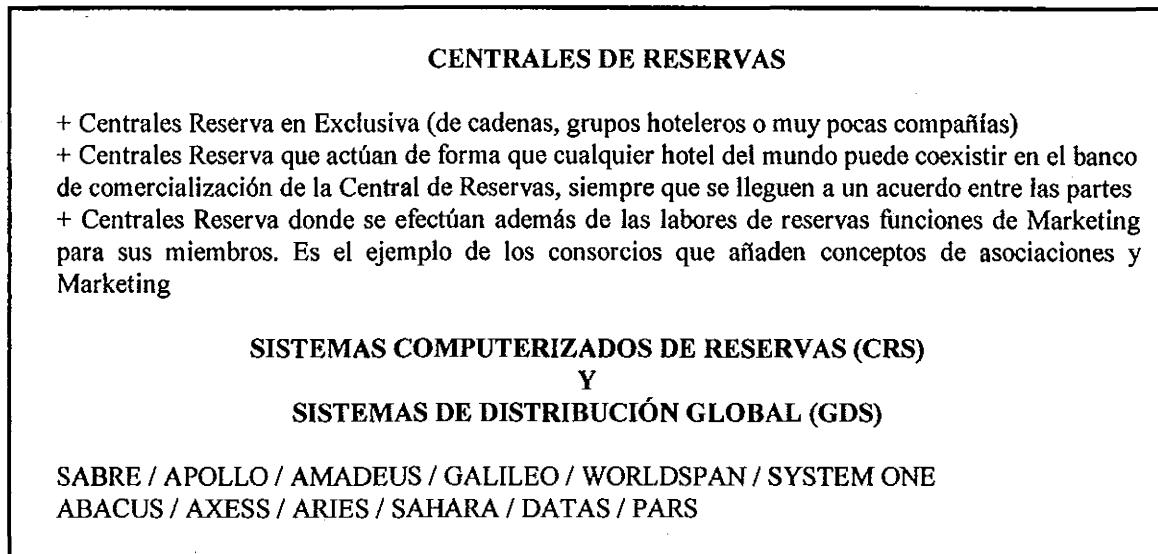 CENTRALES DE RESERVAS
+ Centrales Reserva en Exclusiva (de cadenas, grupos hoteleros o muy pocas compañías)
+ Centrales Reserva que actúan de forma que cualquier hotel del mundo puede coexistir en el banco
de comercialización de la Central de Reservas, siempre que se lleguen a un acuerdo entre las partes
+ Centrales Reserva donde se efectúan además de las labores de reservas funciones de Marketing
para sus miembros. Es el ejemplo de los consorcios que añaden conceptos de asociaciones y
Marketing
SISTEMAS COMPUTERIZADOS DE RESERVAS (CRS)
Y
SISTEMAS DE DISTRIBUCIÓN GLOBAL (GDS)
SABRE / APOLLO / AMADEUS / GALILEO / WORLDSPAN / SYSTEM ONE
ABACUS / AXESS / ARIES / SAHARA / DATAS / PARS